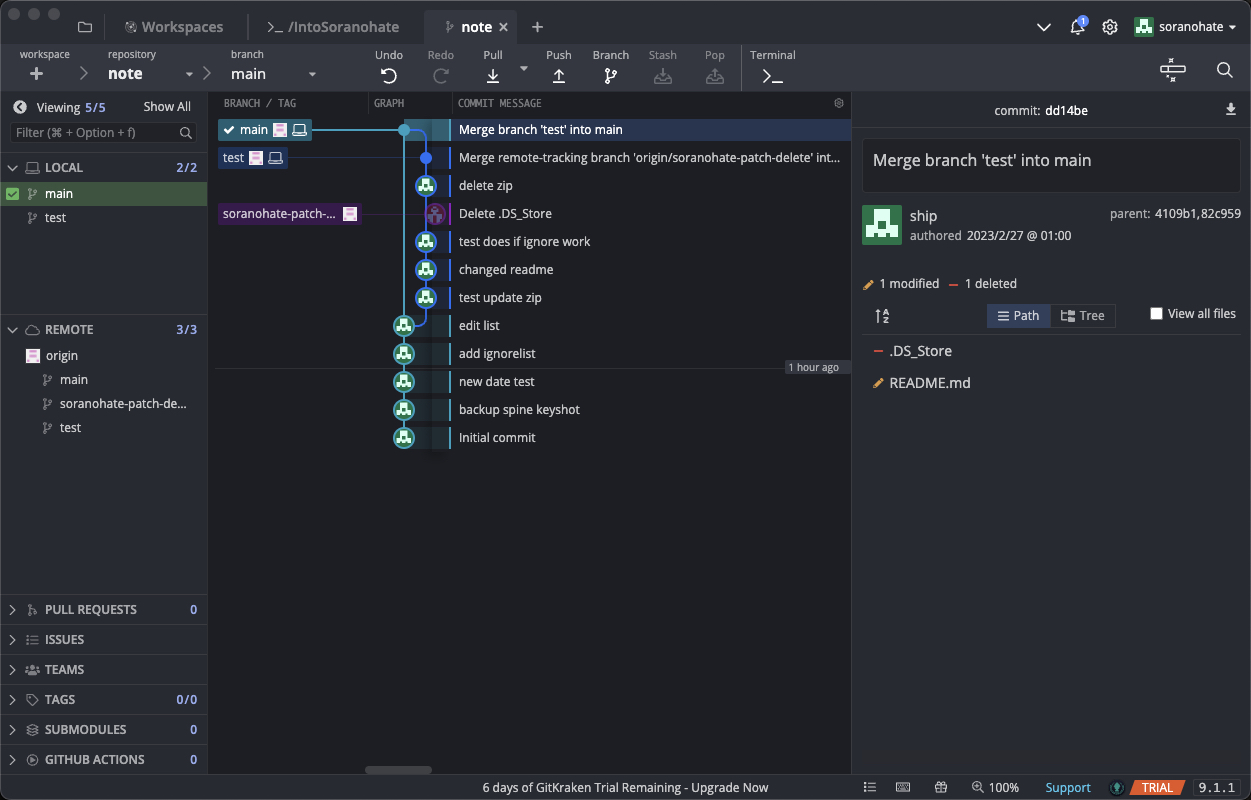 Workspaces
>_ /IntoSoranohate
note ×
+
1
soranohate
workspace
+
repository
note
branch
main
Undo
Redo
Pull
Push
Branch
Stash
Pop
Terminal
Viewing 5/5
Show All
Filter (⌘ + Option + f)
LOCAL 2/2
main
test
REMOTE 3/3
origin
main
soranohate-patch-de...
test
PULL REQUESTS 0
ISSUES
TEAMS
TAGS 0/0
SUBMODULES 0
GITHUB ACTIONS 0
BRANCH / TAG
GRAPH
COMMIT MESSAGE
main
Merge branch 'test' into main
test
Merge remote-tracking branch 'origin/soranohate-patch-delete' int...
delete zip
soranohate-patch-...
Delete .DS_Store
test does if ignore work
changed readme
test update zip
edit list
add ignorelist
1 hour ago
new date test
backup spine keyshot
Initial commit
commit: dd14be
Merge branch 'test' into main
ship
parent: 4109b1,82c959
authored 2023/2/27 @ 01:00
1 modified
1 deleted
A
Z
Path
Tree
View all files
.DS_Store
README.md
6 days of GitKraken Trial Remaining - Upgrade Now
100%
Support
TRIAL
9.1.1